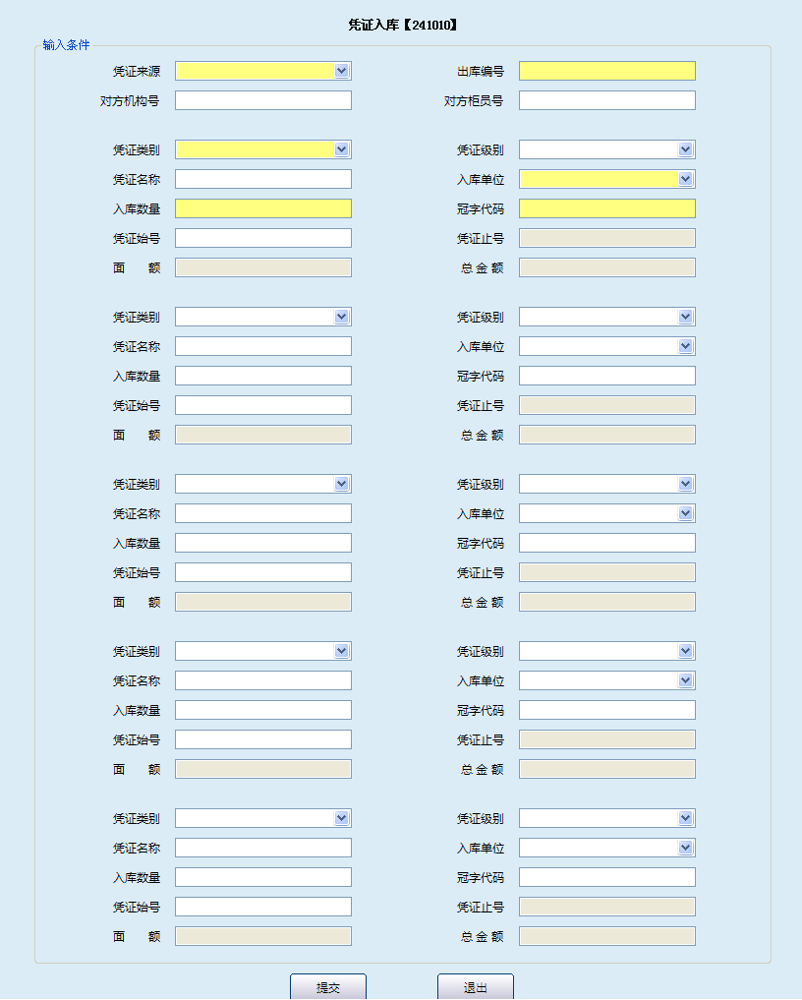 凭证入库【241010】
输入条件
凭证来源 出库编号
对方机构号 对方柜员号
凭证类别 凭证级别
凭证名称 入库单位
入库数量 冠字代码
凭证始号 凭证止号
面 额 总 金 额
凭证类别 凭证级别
凭证名称 入库单位
入库数量 冠字代码
凭证始号 凭证止号
面 额 总 金 额
凭证类别 凭证级别
凭证名称 入库单位
入库数量 冠字代码
凭证始号 凭证止号
面 额 总 金 额
凭证类别 凭证级别
凭证名称 入库单位
入库数量 冠字代码
凭证始号 凭证止号
面 额 总 金 额
凭证类别 凭证级别
凭证名称 入库单位
入库数量 冠字代码
凭证始号 凭证止号
面 额 总 金 额
提交 退出